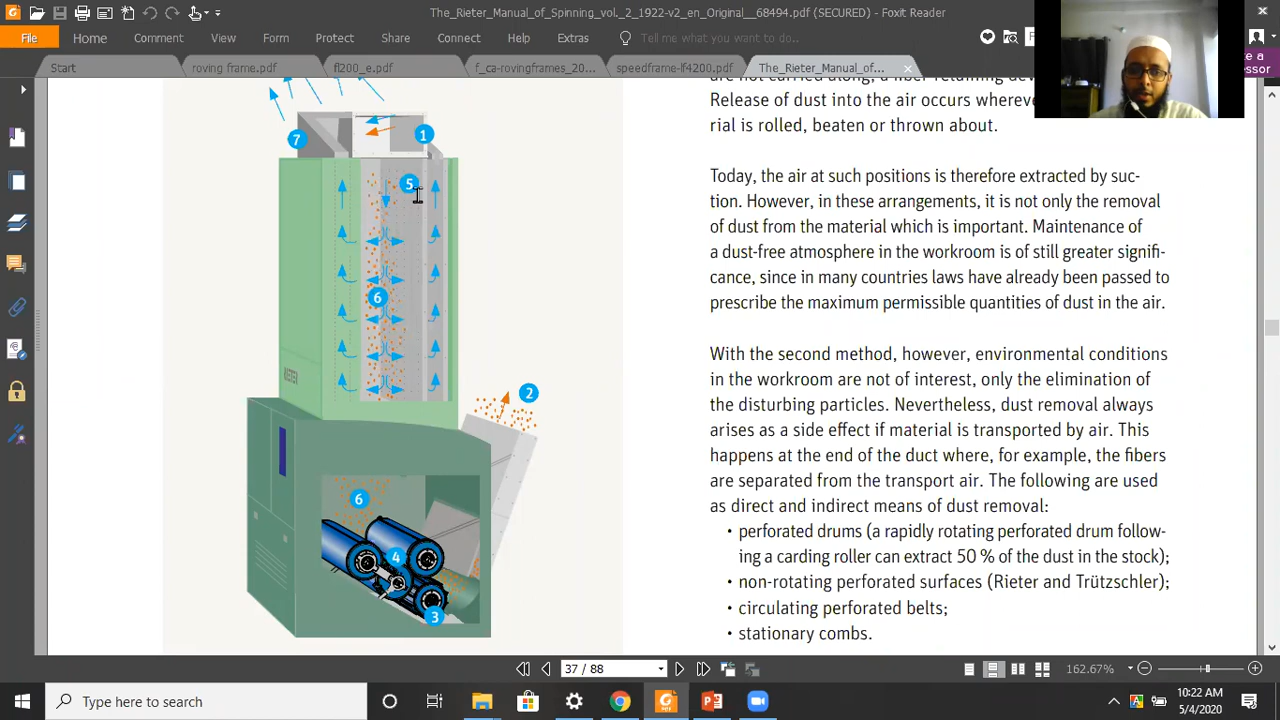 The_Rieter_Manual_of_Spinning_vol._2_1922-v2_en_Original__68494.pdf (SECURED) - Foxit Reader
File Home Comment View Form Protect Share Connect Help Extras Tell me what you want to do...
Start roving frame.pdf fl200_e.pdf f_ca-rovingframes_20... speedframe-lf4200.pdf The_Rieter_Manual_of...
ofessor
Release of dust into the air occurs wherev
rial is rolled, beaten or thrown about.
Today, the air at such positions is therefore extracted by suc-
tion. However, in these arrangements, it is not only the removal
of dust from the material which is important. Maintenance of
a dust-free atmosphere in the workroom is of still greater signifi-
cance, since in many countries laws have already been passed to
prescribe the maximum permissible quantities of dust in the air.
With the second method, however, environmental conditions
in the workroom are not of interest, only the elimination of
the disturbing particles. Nevertheless, dust removal always
arises as a side effect if material is transported by air. This
happens at the end of the duct where, for example, the fibers
are separated from the transport air. The following are used
as direct and indirect means of dust removal:
• perforated drums (a rapidly rotating perforated drum follow-
ing a carding roller can extract 50 % of the dust in the stock);
• non-rotating perforated surfaces (Rieter and Trützschler);
• circulating perforated belts;
• stationary combs.
7
1
5
6
RIETER
2
6
4
3
37 / 88
162.67%
Type here to search
10:22 AM
5/4/2020